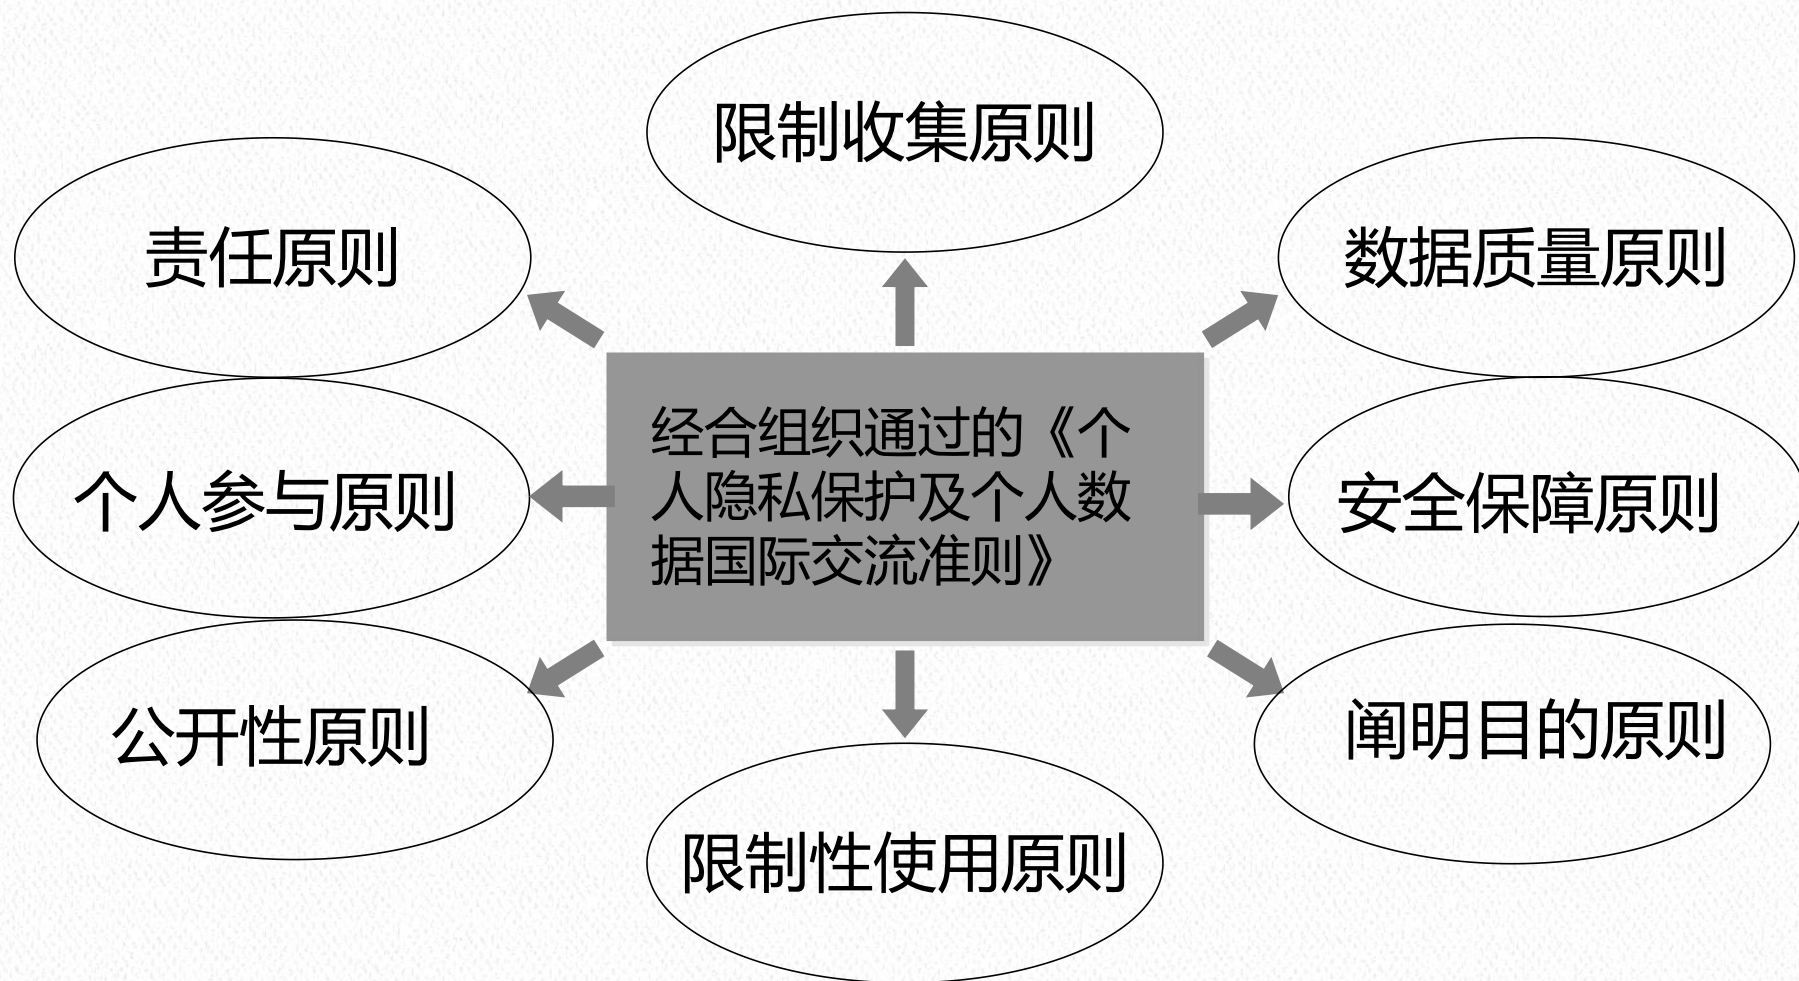 限制收集原则
责任原则
数据质量原则
经合组织通过的《个
人隐私保护及个人数
据国际交流准则》
个人参与原则
安全保障原则
公开性原则
阐明目的原则
限制性使用原则